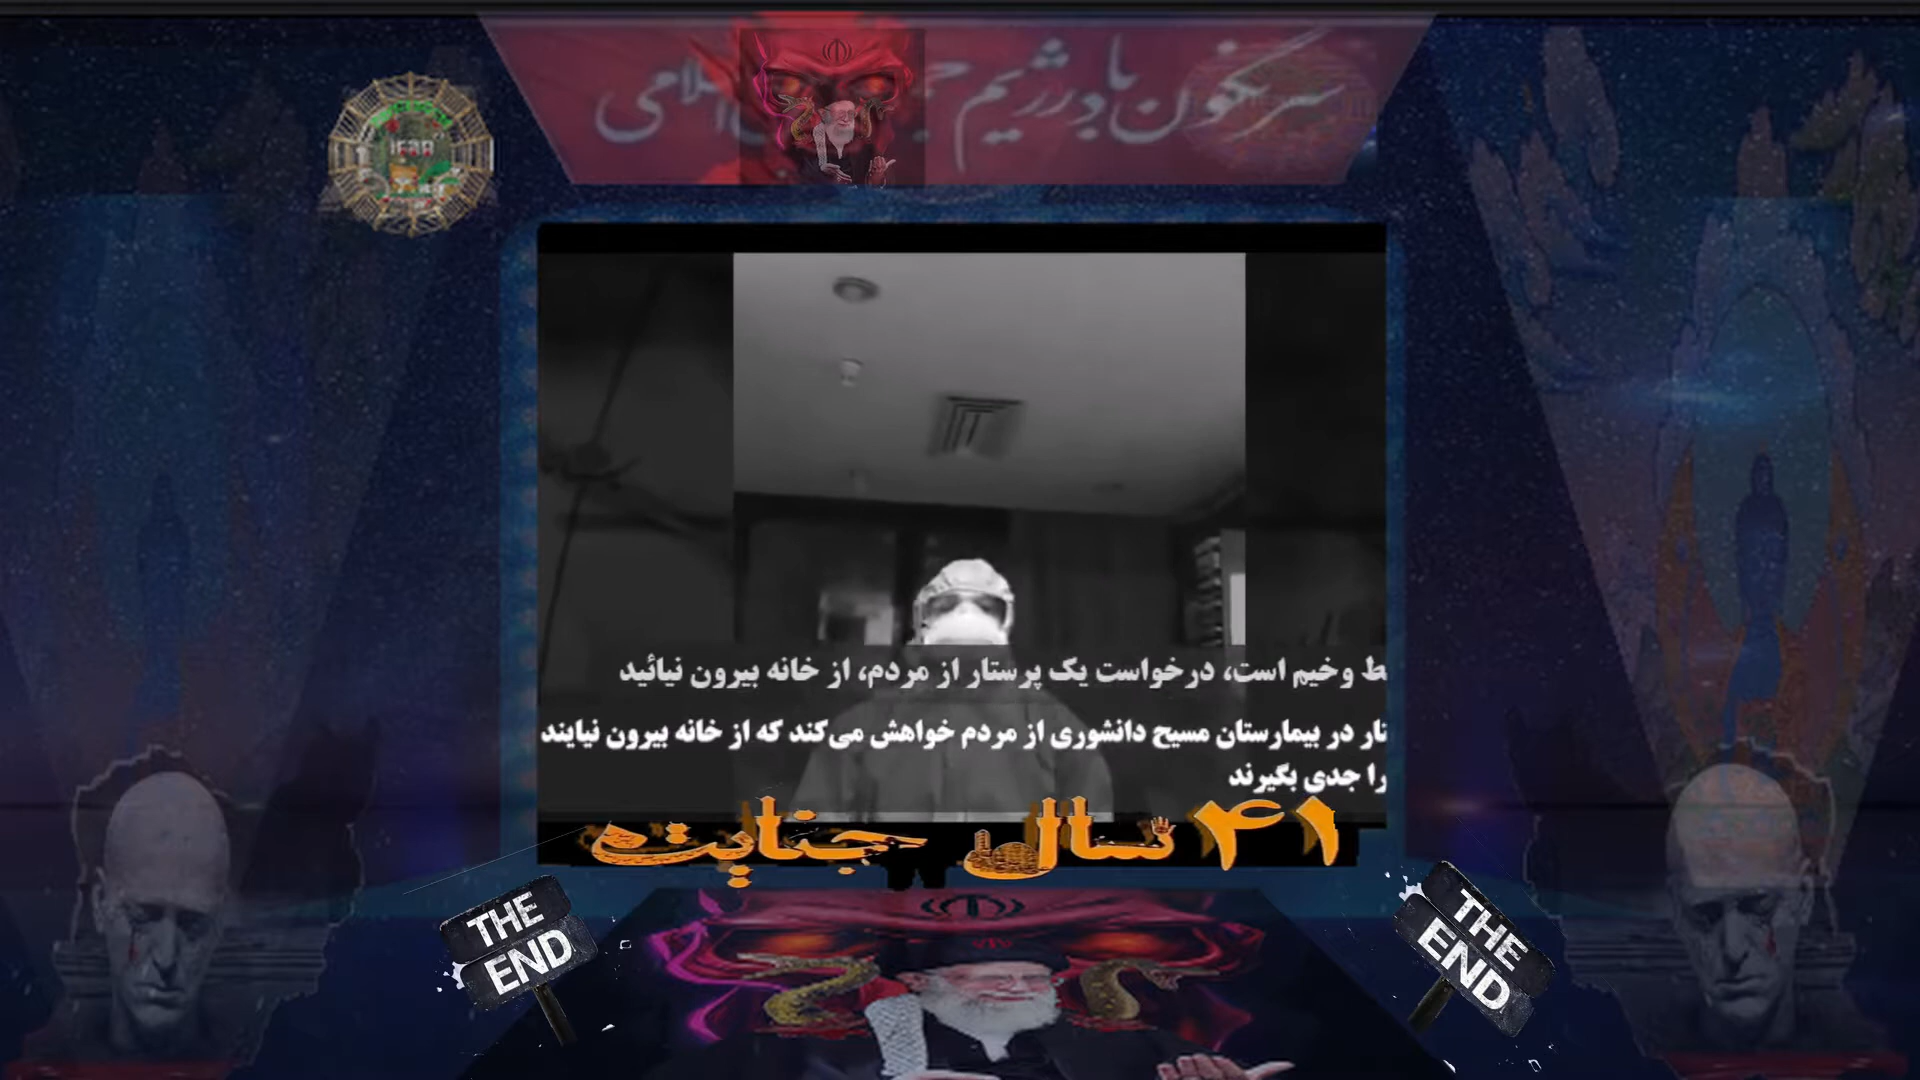 سرنگون باد رژیم اسلامی
IFAA
وخیم است، درخواست یک پرستار از مردم، از خانه بیرون نیائید
در بیمارستان مسیح دانشوری از مردم خواهش می‌کند که از خانه بیرون نیایند
را جدی بگیرند
۴۱ سال جنایت
THE
END
THE
END